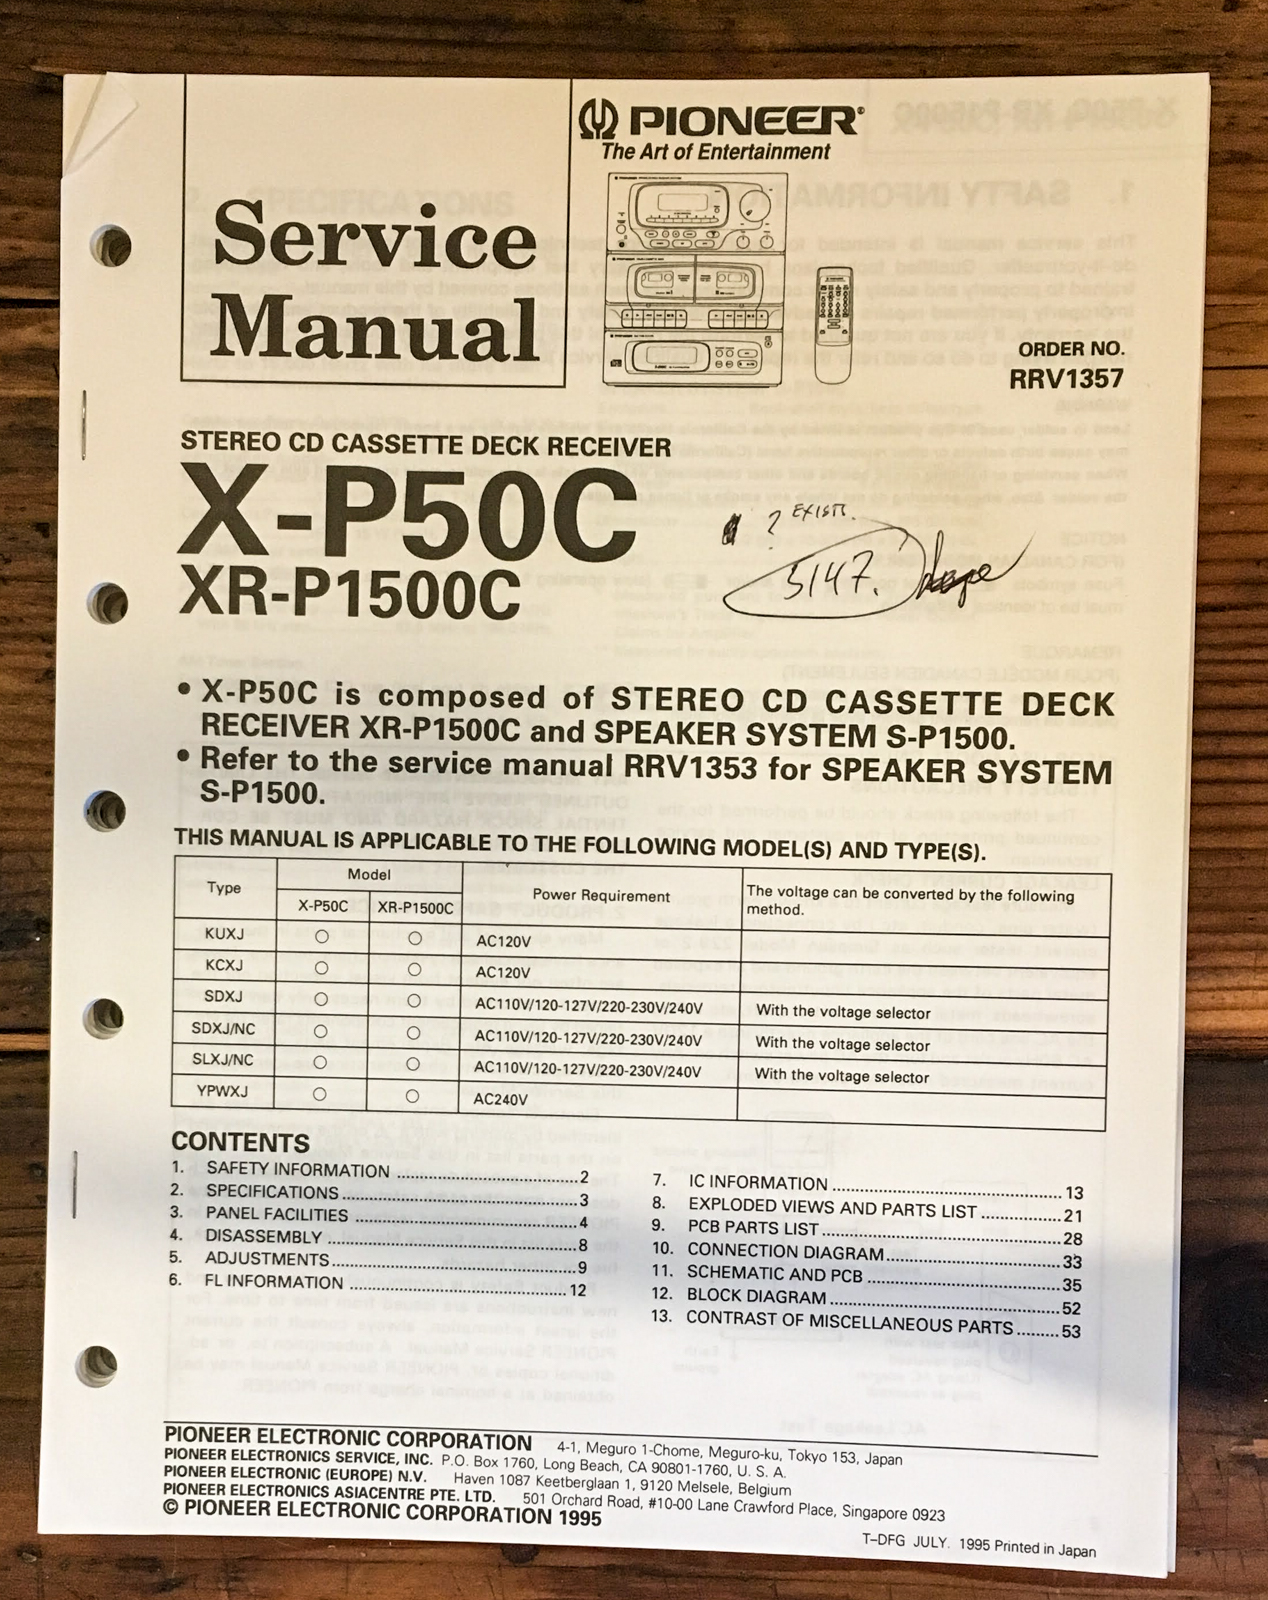 Service
Manual
PIONEER®
The Art of Entertainment
ORDER NO.
RRV1357
STEREO CD CASSETTE DECK RECEIVER
X-P50C
XR-P1500C
? EXIST.
5147.
• X-P50C is composed of STEREO CD CASSETTE DECK
RECEIVER XR-P1500C and SPEAKER SYSTEM S-P1500.
• Refer to the service manual RRV1353 for SPEAKER SYSTEM
S-P1500.
THIS MANUAL IS APPLICABLE TO THE FOLLOWING MODEL(S) AND TYPE(S).
Type Model Power Requirement The voltage can be converted by the following
method.
X-P50C XR-P1500C
KUXJ ○ ○ AC120V
KCXJ ○ ○ AC120V
SDXJ ○ ○ AC110V/120-127V/220-230V/240V With the voltage selector
SDXJ/NC ○ ○ AC110V/120-127V/220-230V/240V With the voltage selector
SLXJ/NC ○ ○ AC110V/120-127V/220-230V/240V With the voltage selector
YPWXJ ○ ○ AC240V
CONTENTS
1. SAFETY INFORMATION ........ 2
2. SPECIFICATIONS ........ 3
3. PANEL FACILITIES ........ 4
4. DISASSEMBLY ........ 8
5. ADJUSTMENTS ........ 9
6. FL INFORMATION ........ 12
7. IC INFORMATION ........ 13
8. EXPLODED VIEWS AND PARTS LIST ........ 21
9. PCB PARTS LIST ........ 28
10. CONNECTION DIAGRAM ........ 33
11. SCHEMATIC AND PCB ........ 35
12. BLOCK DIAGRAM ........ 52
13. CONTRAST OF MISCELLANEOUS PARTS ........ 53
PIONEER ELECTRONIC CORPORATION 4-1, Meguro 1-Chome, Meguro-ku, Tokyo 153, Japan
PIONEER ELECTRONICS SERVICE, INC. P.O. Box 1760, Long Beach, CA 90801-1760, U. S. A.
PIONEER ELECTRONIC (EUROPE) N.V. Haven 1087 Keetberglaan 1, 9120 Melsele, Belgium
PIONEER ELECTRONICS ASIACENTRE PTE. LTD. 501 Orchard Road, #10-00 Lane Crawford Place, Singapore 0923
© PIONEER ELECTRONIC CORPORATION 1995
T–DFG JULY. 1995 Printed in Japan